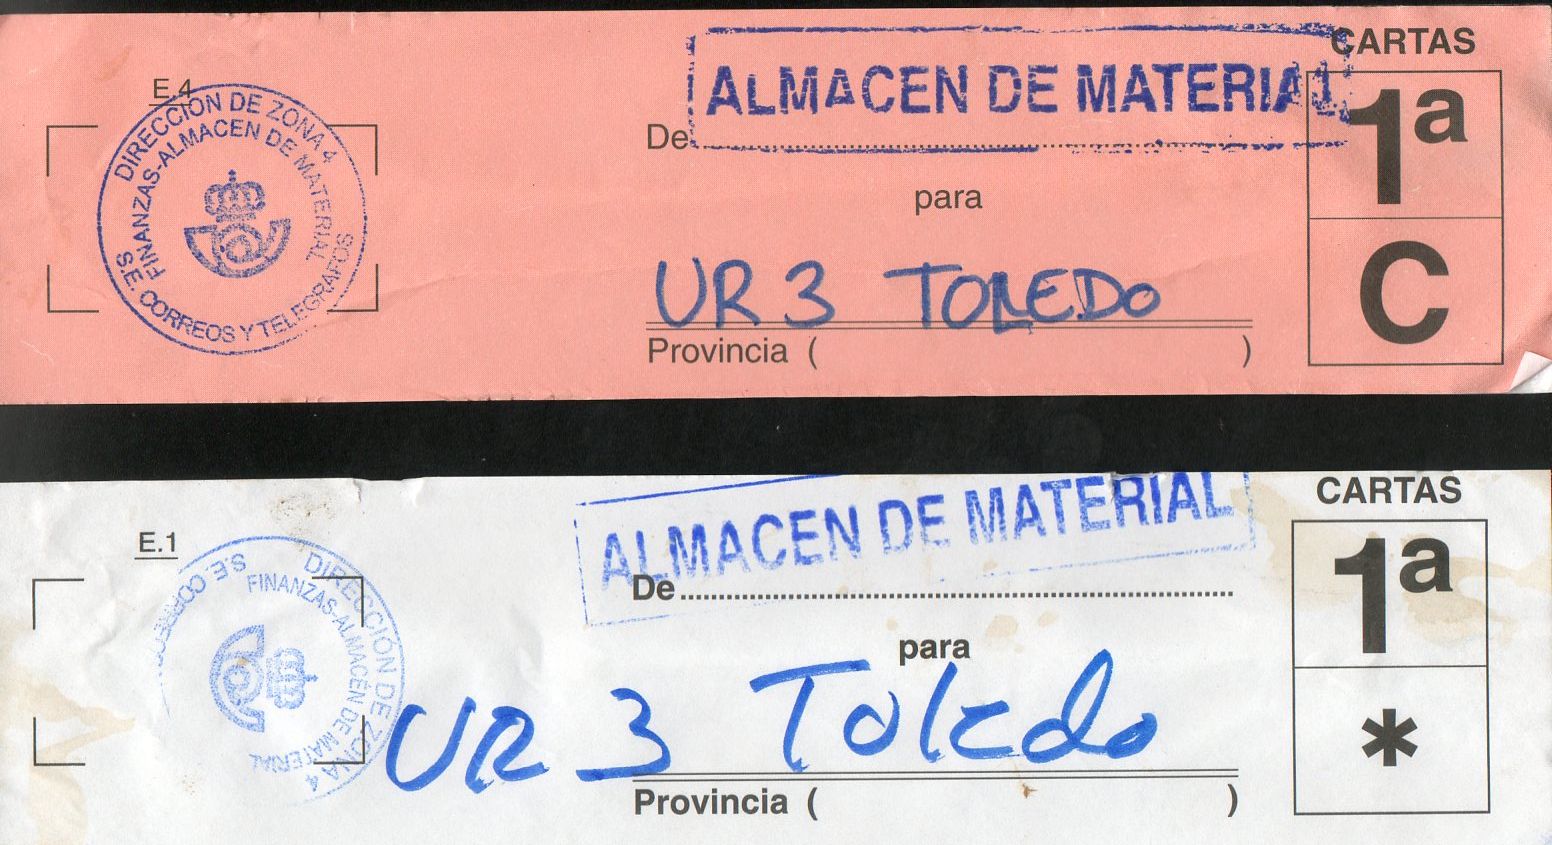 CARTAS
E.4
ALMACEN DE MATERIAL
1ª
De
DIRECCION DE ZONA 4
FINANZAS-ALMACEN DE MATERIAL
S.E. CORREOS Y TELEGRAFOS
para
C
UR 3 TOLEDO
Provincia ( )
CARTAS
E.1
ALMACEN DE MATERIAL
1ª
De
DIRECCION DE ZONA 4
FINANZAS-ALMACEN DE MATERIAL
S.E. CORREOS
para
*
UR 3 Toledo
Provincia ( )